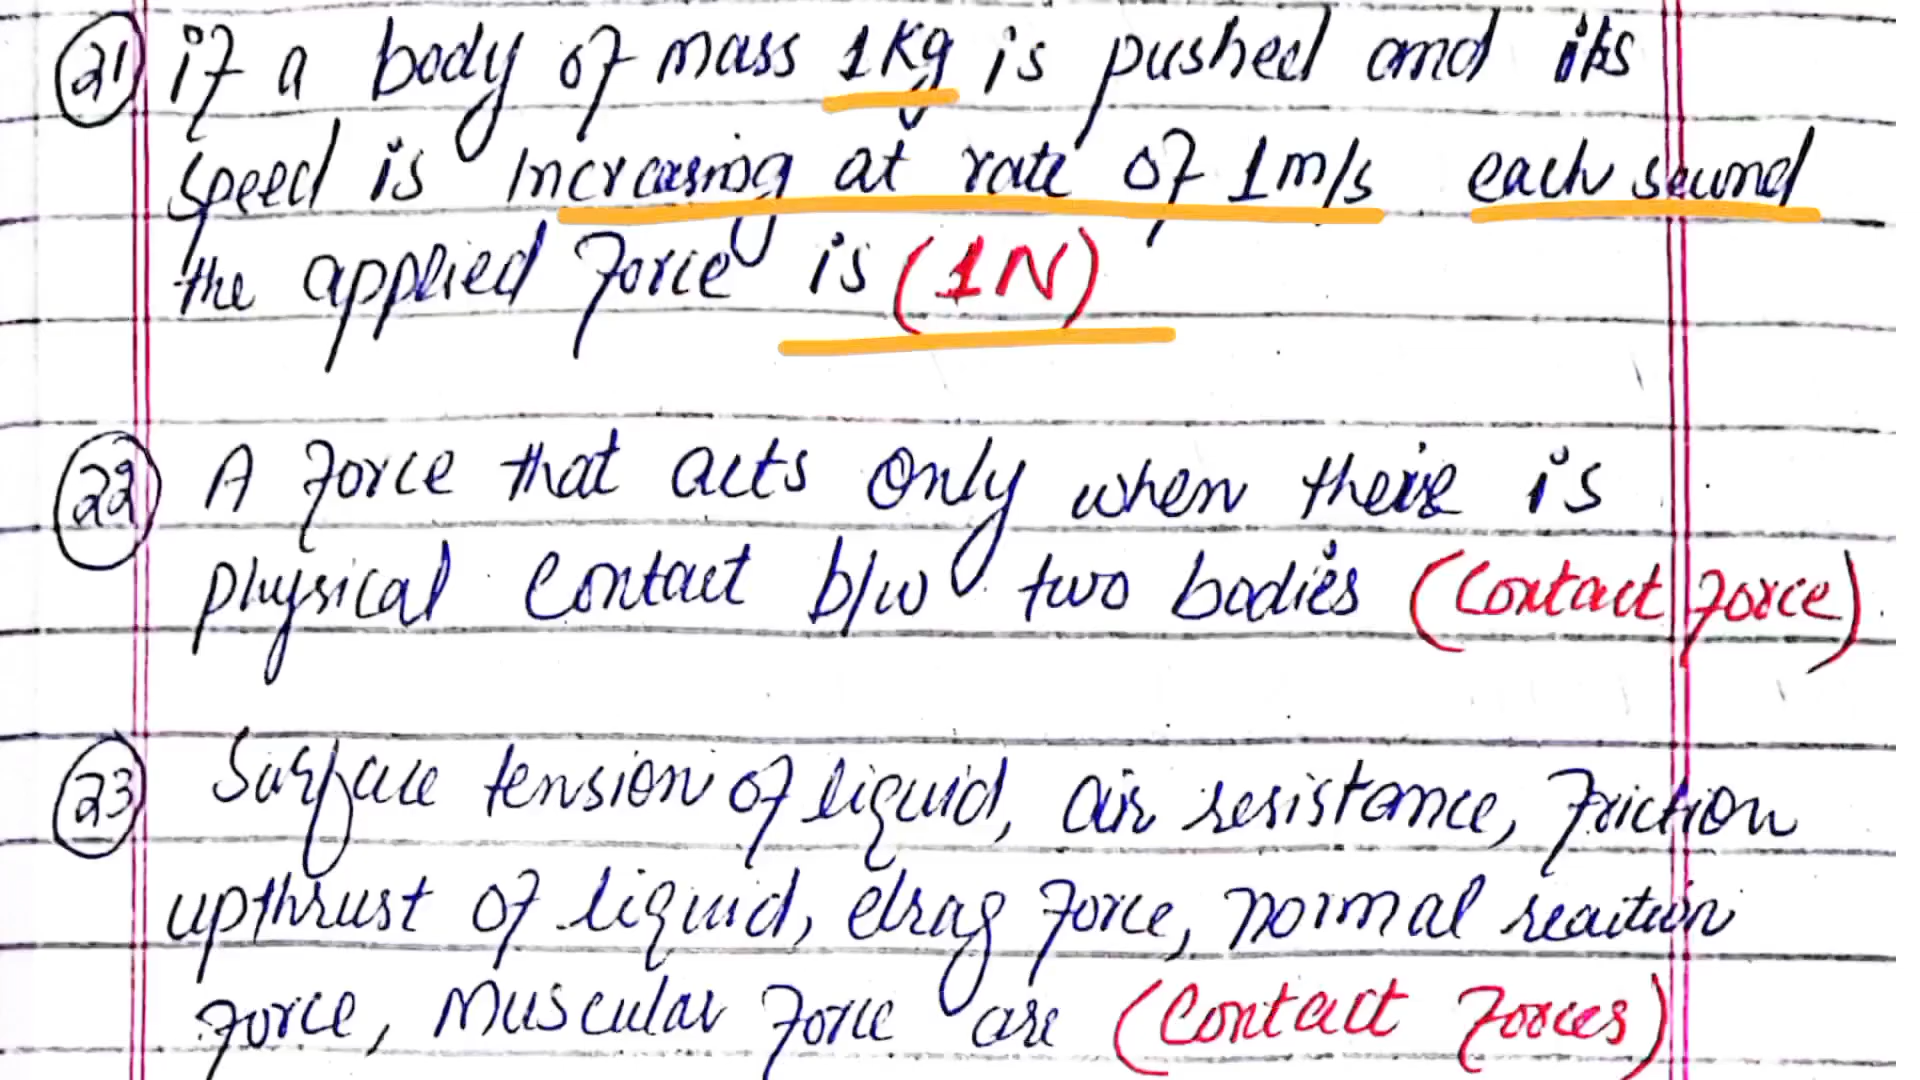 21 if a body of mass 1Kg is pushed and its
speed is increasing at rate of 1m/s each second
the applied force is (1N)
22 A force that acts Only when there is
physical contact b/w two bodies (Contact force).
23 Surface tension of liquid, air resistance, friction
upthrust of liquid, drag force, normal reaction
force, Muscular force are (Contact forces)